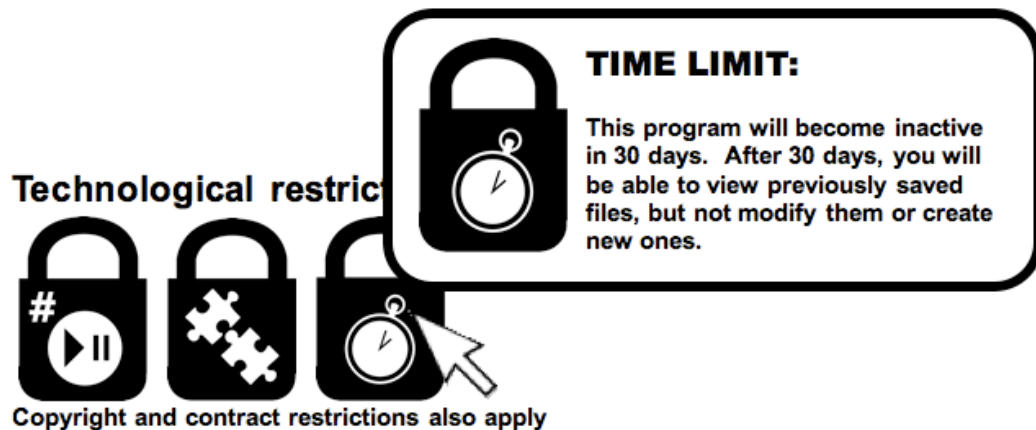 TIME LIMIT:
This program will become inactive
in 30 days.  After 30 days, you will
be able to view previously saved
files, but not modify them or create
new ones.
Technological restrict
#
Copyright and contract restrictions also apply